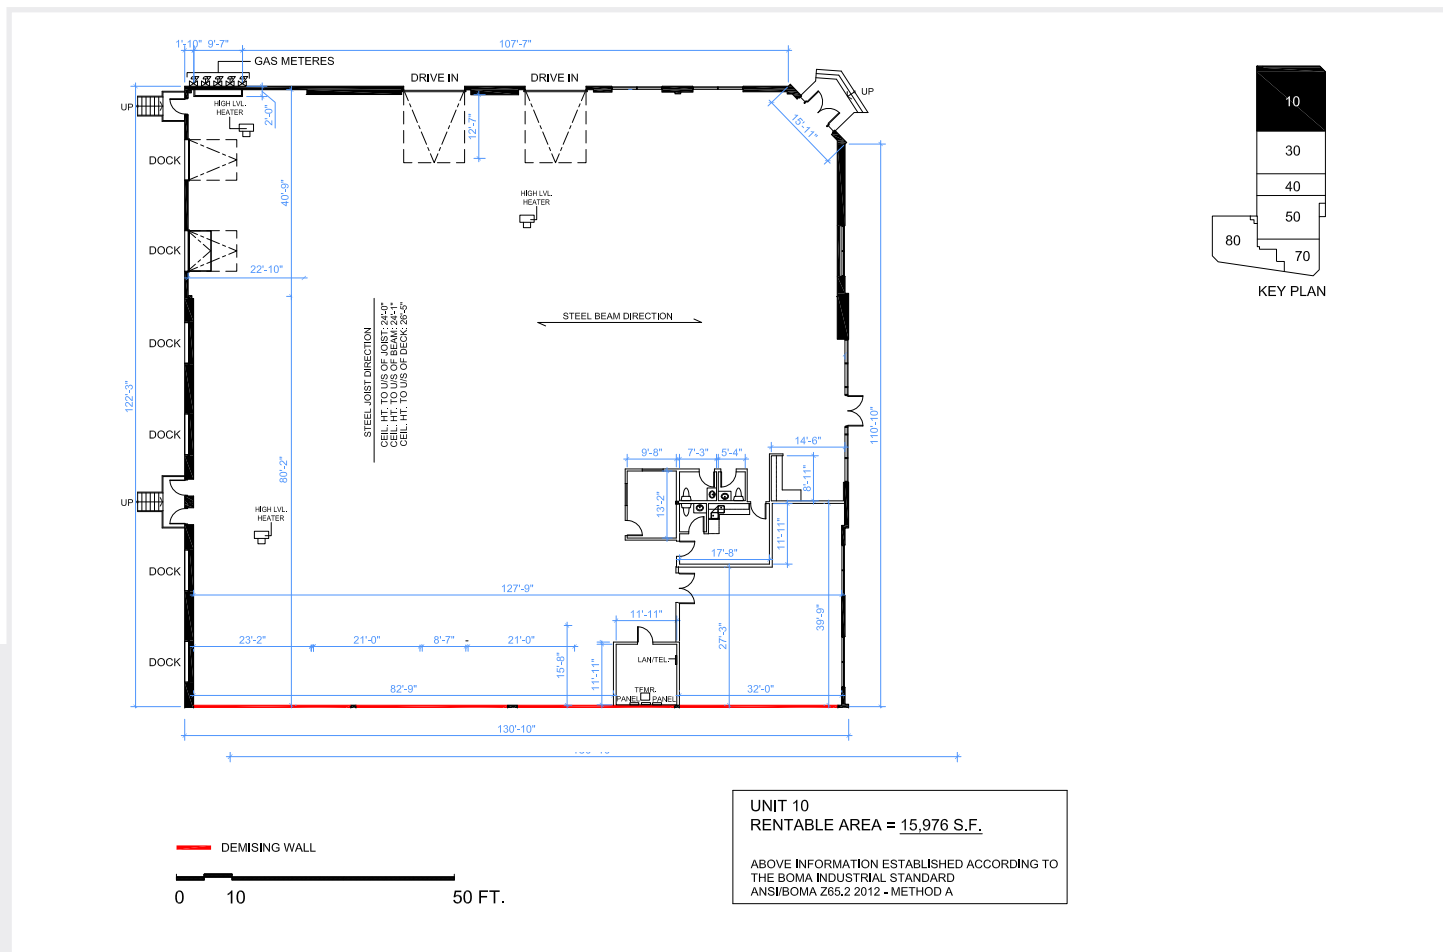 1'-10" 9'-7" 107'-7"
GAS METERES
DRIVE IN
DRIVE IN
UP
UP
HIGH LVL.
HEATER
2'-0"
12'-7"
15'-11"
DOCK
40'-9"
HIGH LVL.
HEATER
DOCK
22'-10"
STEEL BEAM DIRECTION
STEEL JOIST DIRECTION
CEIL. HT. TO U/S OF JOIST: 24'-0"
CEIL. HT. TO U/S OF BEAM: 24'-1"
CEIL. HT. TO U/S OF DECK: 26'-5"
DOCK
122'-3"
DOCK
110'-10"
80'-2"
9'-8" 7'-3" 5'-4" 14'-6"
8'-11"
UP
13'-2"
HIGH LVL.
HEATER
11'-11"
17'-8"
DOCK
127'-9"
11'-11"
39'-9"
27'-3"
23'-2" 21'-0" 8'-7" 21'-0"
15'-8"
11'-11"
DOCK
LAN/TEL.
TFMR.
PANEL PANEL
82'-9" 32'-0"
130'-10"
10
30
40
50
80
70
KEY PLAN
UNIT 10
RENTABLE AREA = 15,976 S.F.
ABOVE INFORMATION ESTABLISHED ACCORDING TO
THE BOMA INDUSTRIAL STANDARD
ANSI/BOMA Z65.2 2012 - METHOD A
DEMISING WALL
0 10 50 FT.